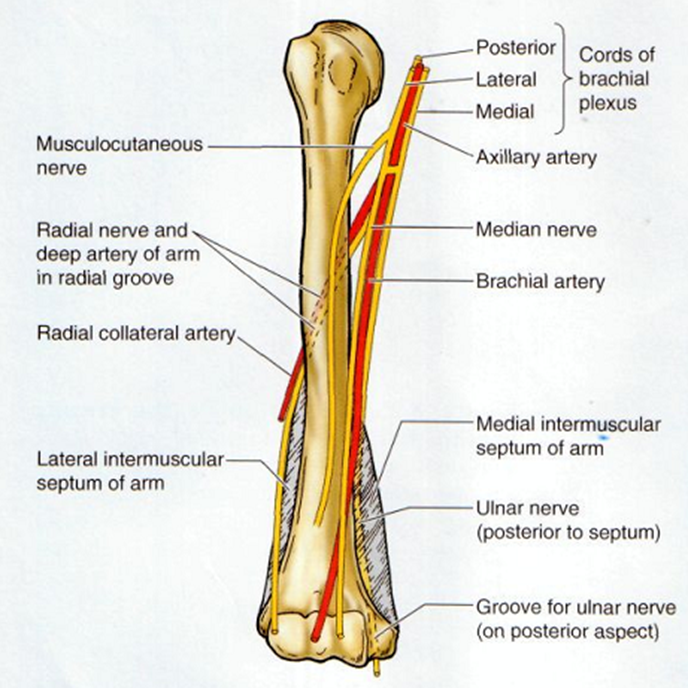 Posterior
Lateral
Medial
Cords of
brachial
plexus
Axillary artery
Musculocutaneous
nerve
Radial nerve and
deep artery of arm
in radial groove
Median nerve
Brachial artery
Radial collateral artery
Medial intermuscular
septum of arm
Lateral intermuscular
septum of arm
Ulnar nerve
(posterior to septum)
Groove for ulnar nerve
(on posterior aspect)